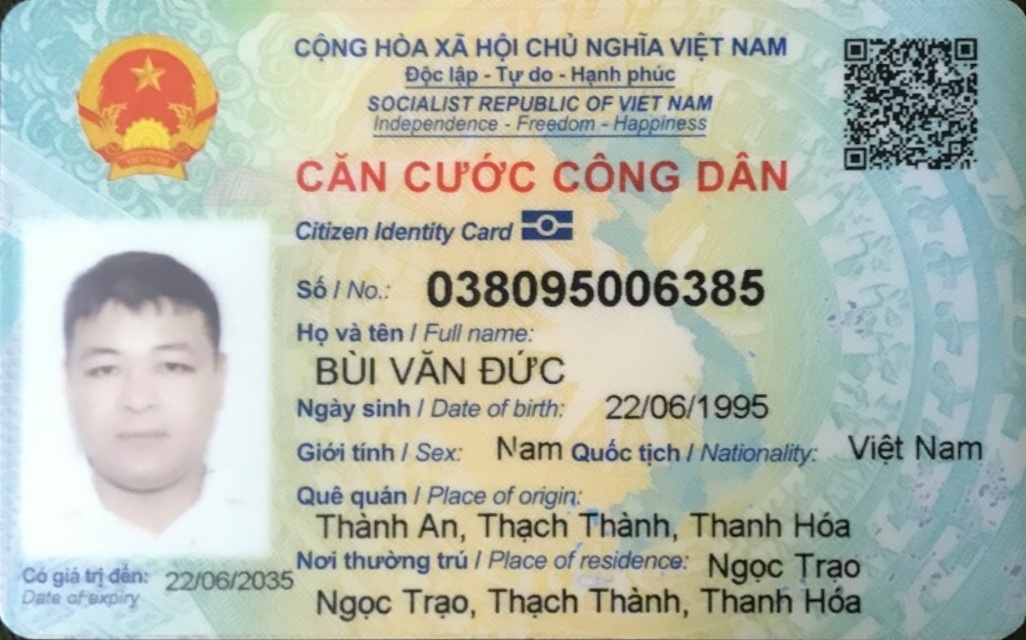 CỘNG HÒA XÃ HỘI CHỦ NGHĨA VIỆT NAM
Độc lập - Tự do - Hạnh phúc
SOCIALIST REPUBLIC OF VIET NAM
Independence - Freedom - Happiness
CĂN CƯỚC CÔNG DÂN
Citizen Identity Card
Số / No.: 038095006385
Họ và tên / Full name:
BÙI VĂN ĐỨC
Ngày sinh / Date of birth: 22/06/1995
Giới tính / Sex: Nam Quốc tịch / Nationality: Việt Nam
Quê quán / Place of origin:
Thành An, Thạch Thành, Thanh Hóa
Nơi thường trú / Place of residence: Ngọc Trạo
Ngọc Trạo, Thạch Thành, Thanh Hóa
Có giá trị đến: 22/06/2035
Date of expiry
VIỆT NAM